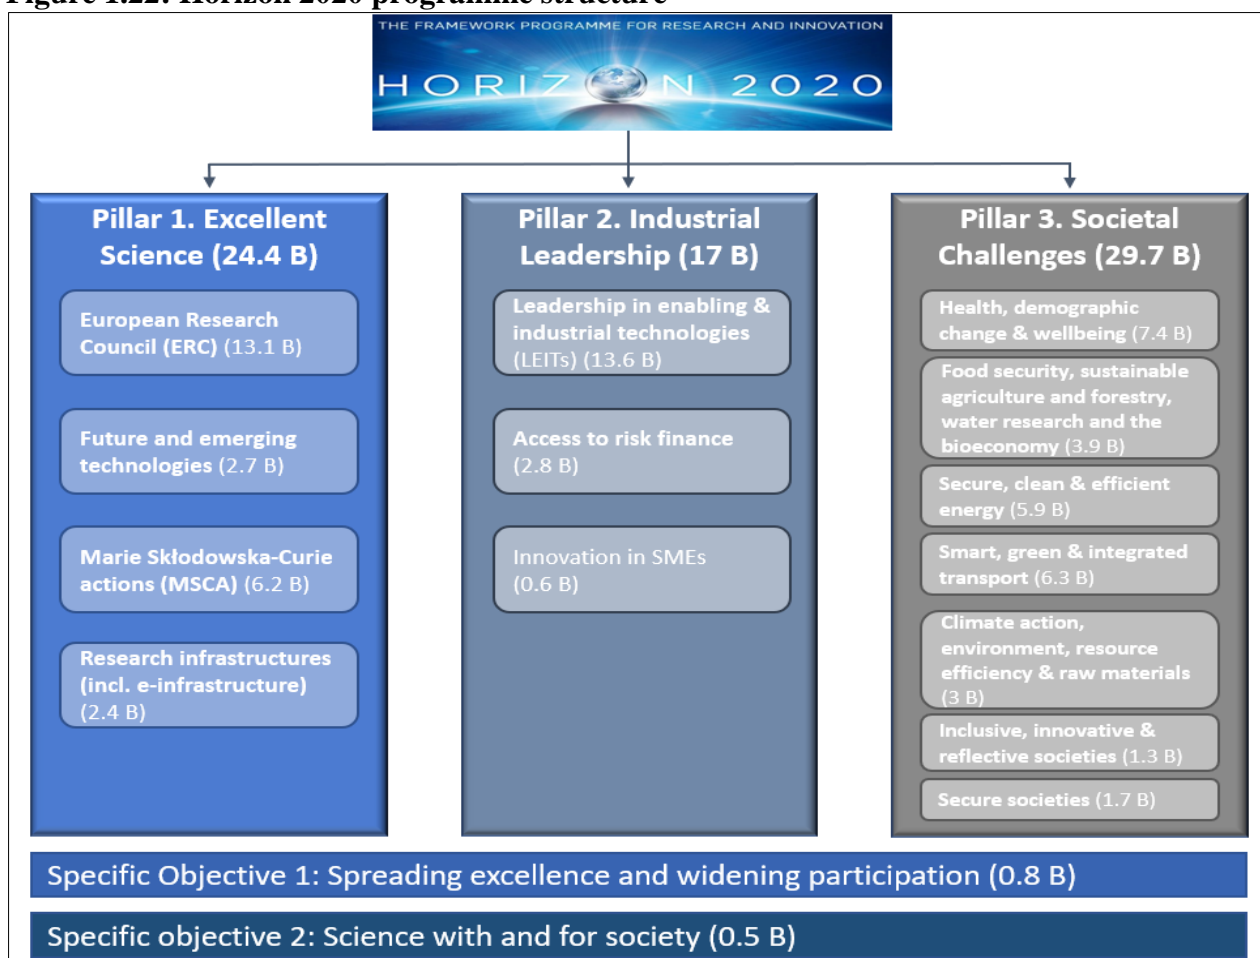 Figure 1.22: Horizon 2020 programme structure
THE FRAMEWORK PROGRAMME FOR RESEARCH AND INNOVATION
HORIZON 2020
Pillar 1. Excellent
Science (24.4 B)
European Research
Council (ERC) (13.1 B)
Future and emerging
technologies (2.7 B)
Marie Skłodowska-Curie
actions (MSCA) (6.2 B)
Research infrastructures
(incl. e-infrastructure)
(2.4 B)
Pillar 2. Industrial
Leadership (17 B)
Leadership in enabling &
industrial technologies
(LEITs) (13.6 B)
Access to risk finance
(2.8 B)
Innovation in SMEs
(0.6 B)
Pillar 3. Societal
Challenges (29.7 B)
Health, demographic
change & wellbeing (7.4 B)
Food security, sustainable
agriculture and forestry,
water research and the
bioeconomy (3.9 B)
Secure, clean & efficient
energy (5.9 B)
Smart, green & integrated
transport (6.3 B)
Climate action,
environment, resource
efficiency & raw materials
(3 B)
Inclusive, innovative &
reflective societies (1.3 B)
Secure societies (1.7 B)
Specific Objective 1: Spreading excellence and widening participation (0.8 B)
Specific objective 2: Science with and for society (0.5 B)